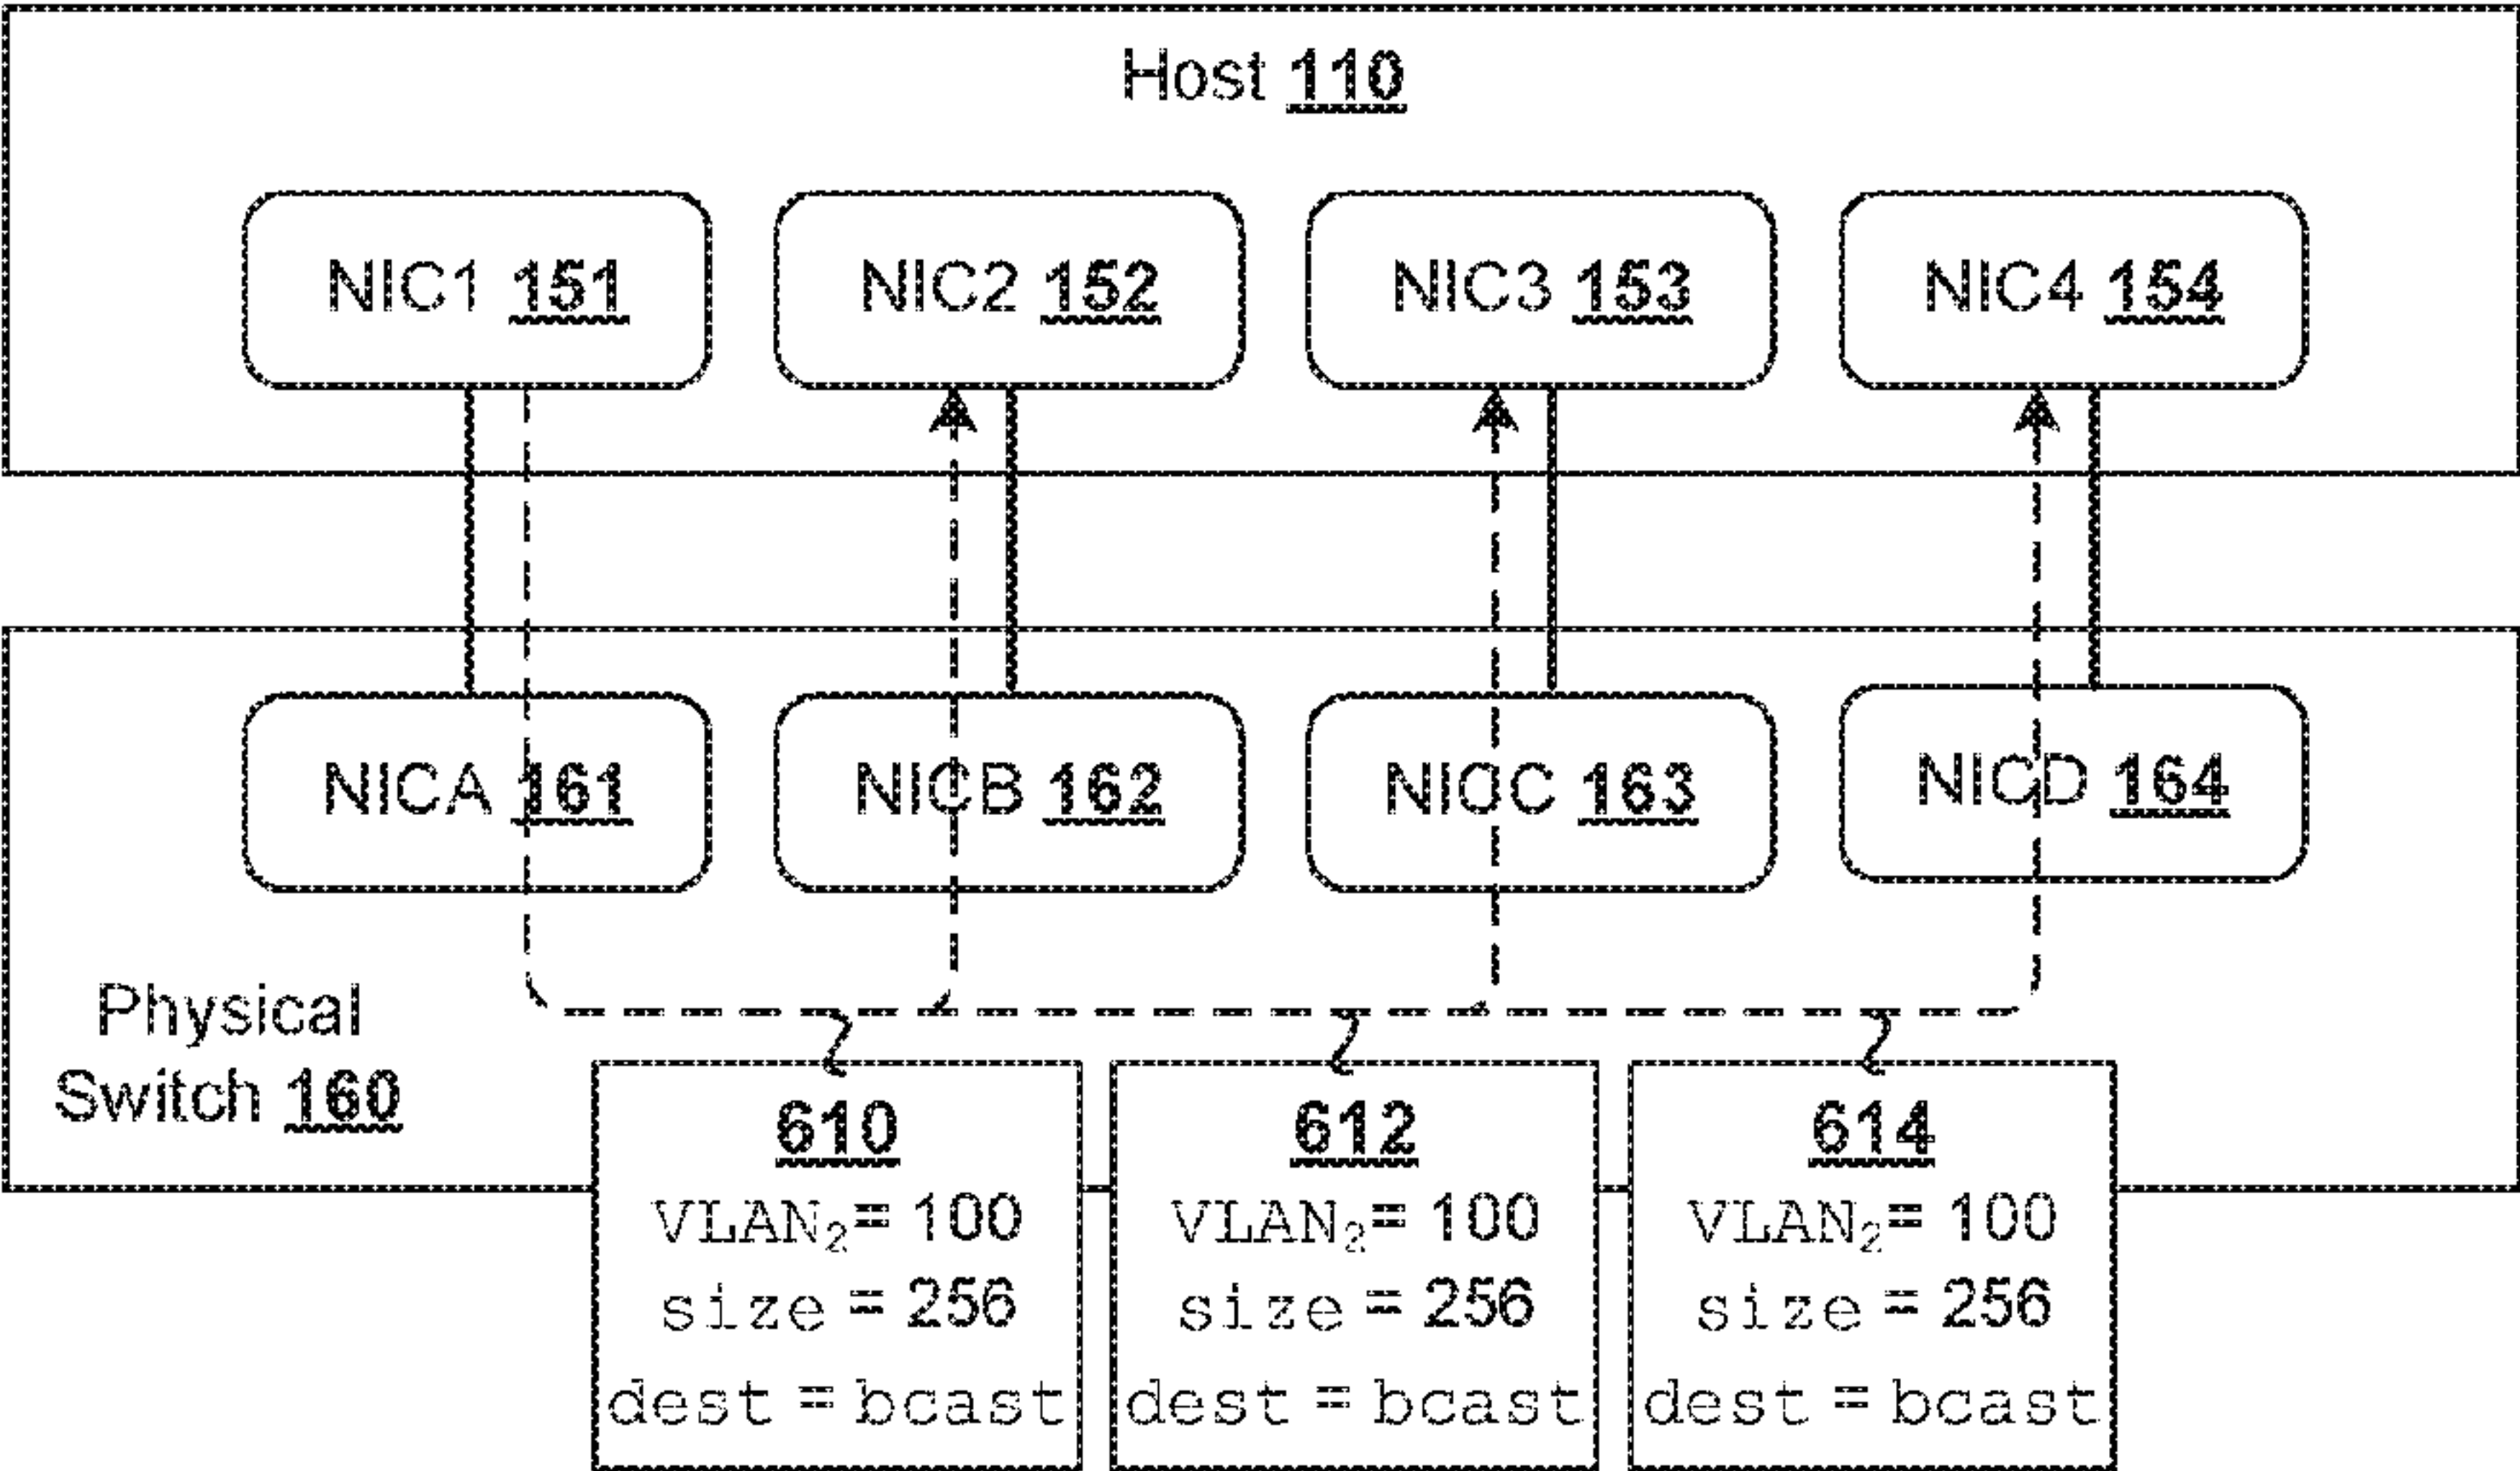 Host 110
NIC1 151
NIC2 152
NIC3 153
NIC4 154
NICA 161
NICB 162
NICC 163
NICD 164
Physical
Switch 160
610
VLAN₂= 100
size = 256
dest = bcast
612
VLAN₂= 100
size = 256
dest = bcast
614
VLAN₂= 100
size = 256
dest = bcast